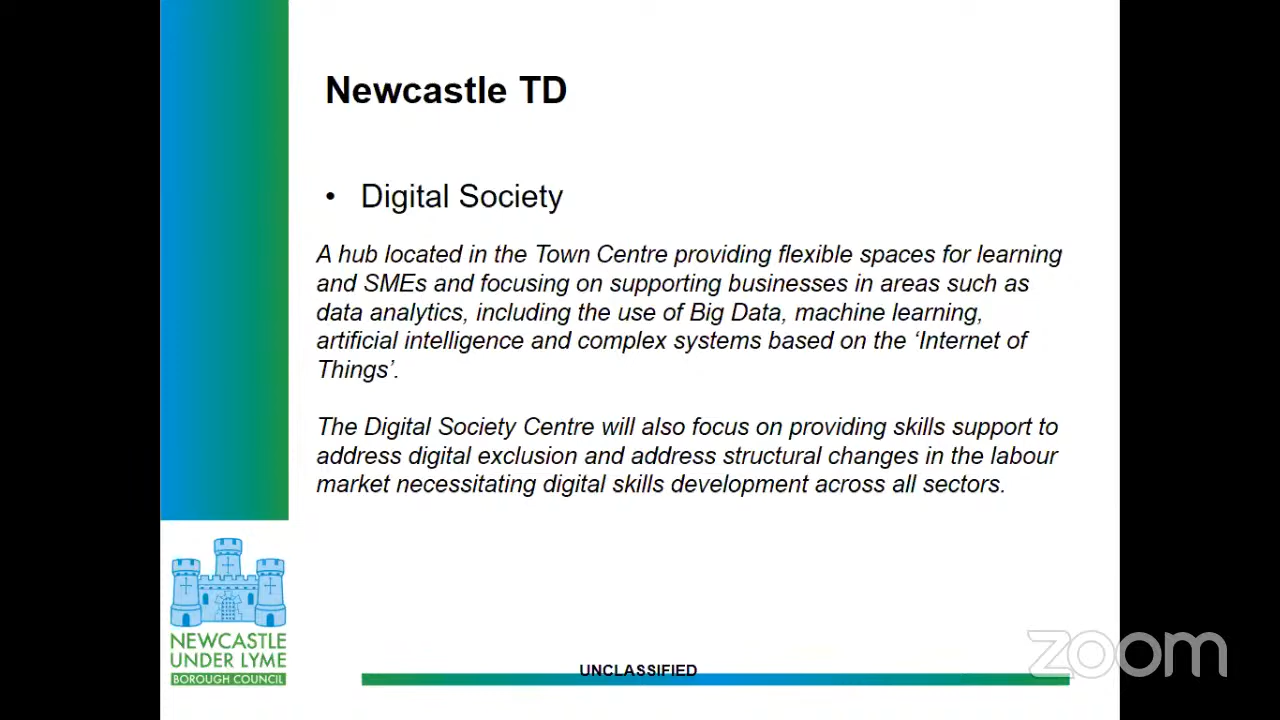 Newcastle TD
• Digital Society
A hub located in the Town Centre providing flexible spaces for learning
and SMEs and focusing on supporting businesses in areas such as
data analytics, including the use of Big Data, machine learning,
artificial intelligence and complex systems based on the ‘Internet of
Things’.
The Digital Society Centre will also focus on providing skills support to
address digital exclusion and address structural changes in the labour
market necessitating digital skills development across all sectors.
NEWCASTLE
UNDER LYME
BOROUGH COUNCIL
UNCLASSIFIED
zoom